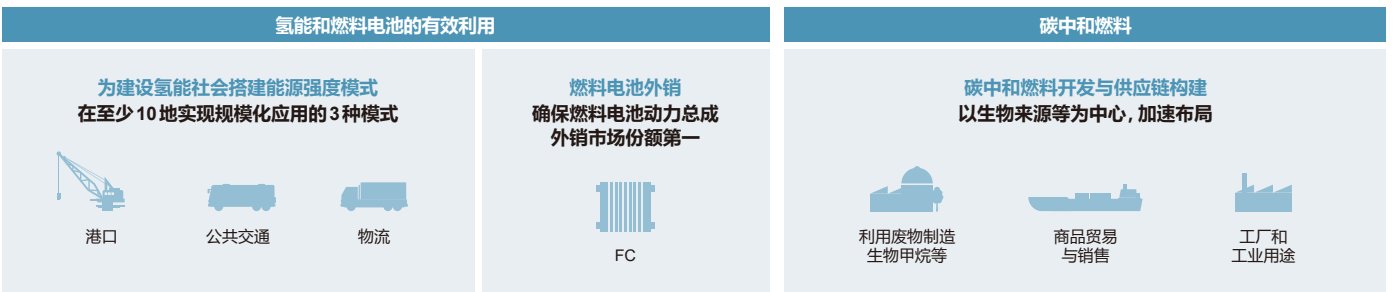 氢能和燃料电池的有效利用
为建设氢能社会搭建能源强度模式
在至少10地实现规模化应用的3种模式
港口
公共交通
物流
燃料电池外销
确保燃料电池动力总成
外销市场份额第一
FC
碳中和燃料
碳中和燃料开发与供应链构建
以生物来源等为中心，加速布局
利用废物制造
生物甲烷等
商品贸易
与销售
工厂和
工业用途